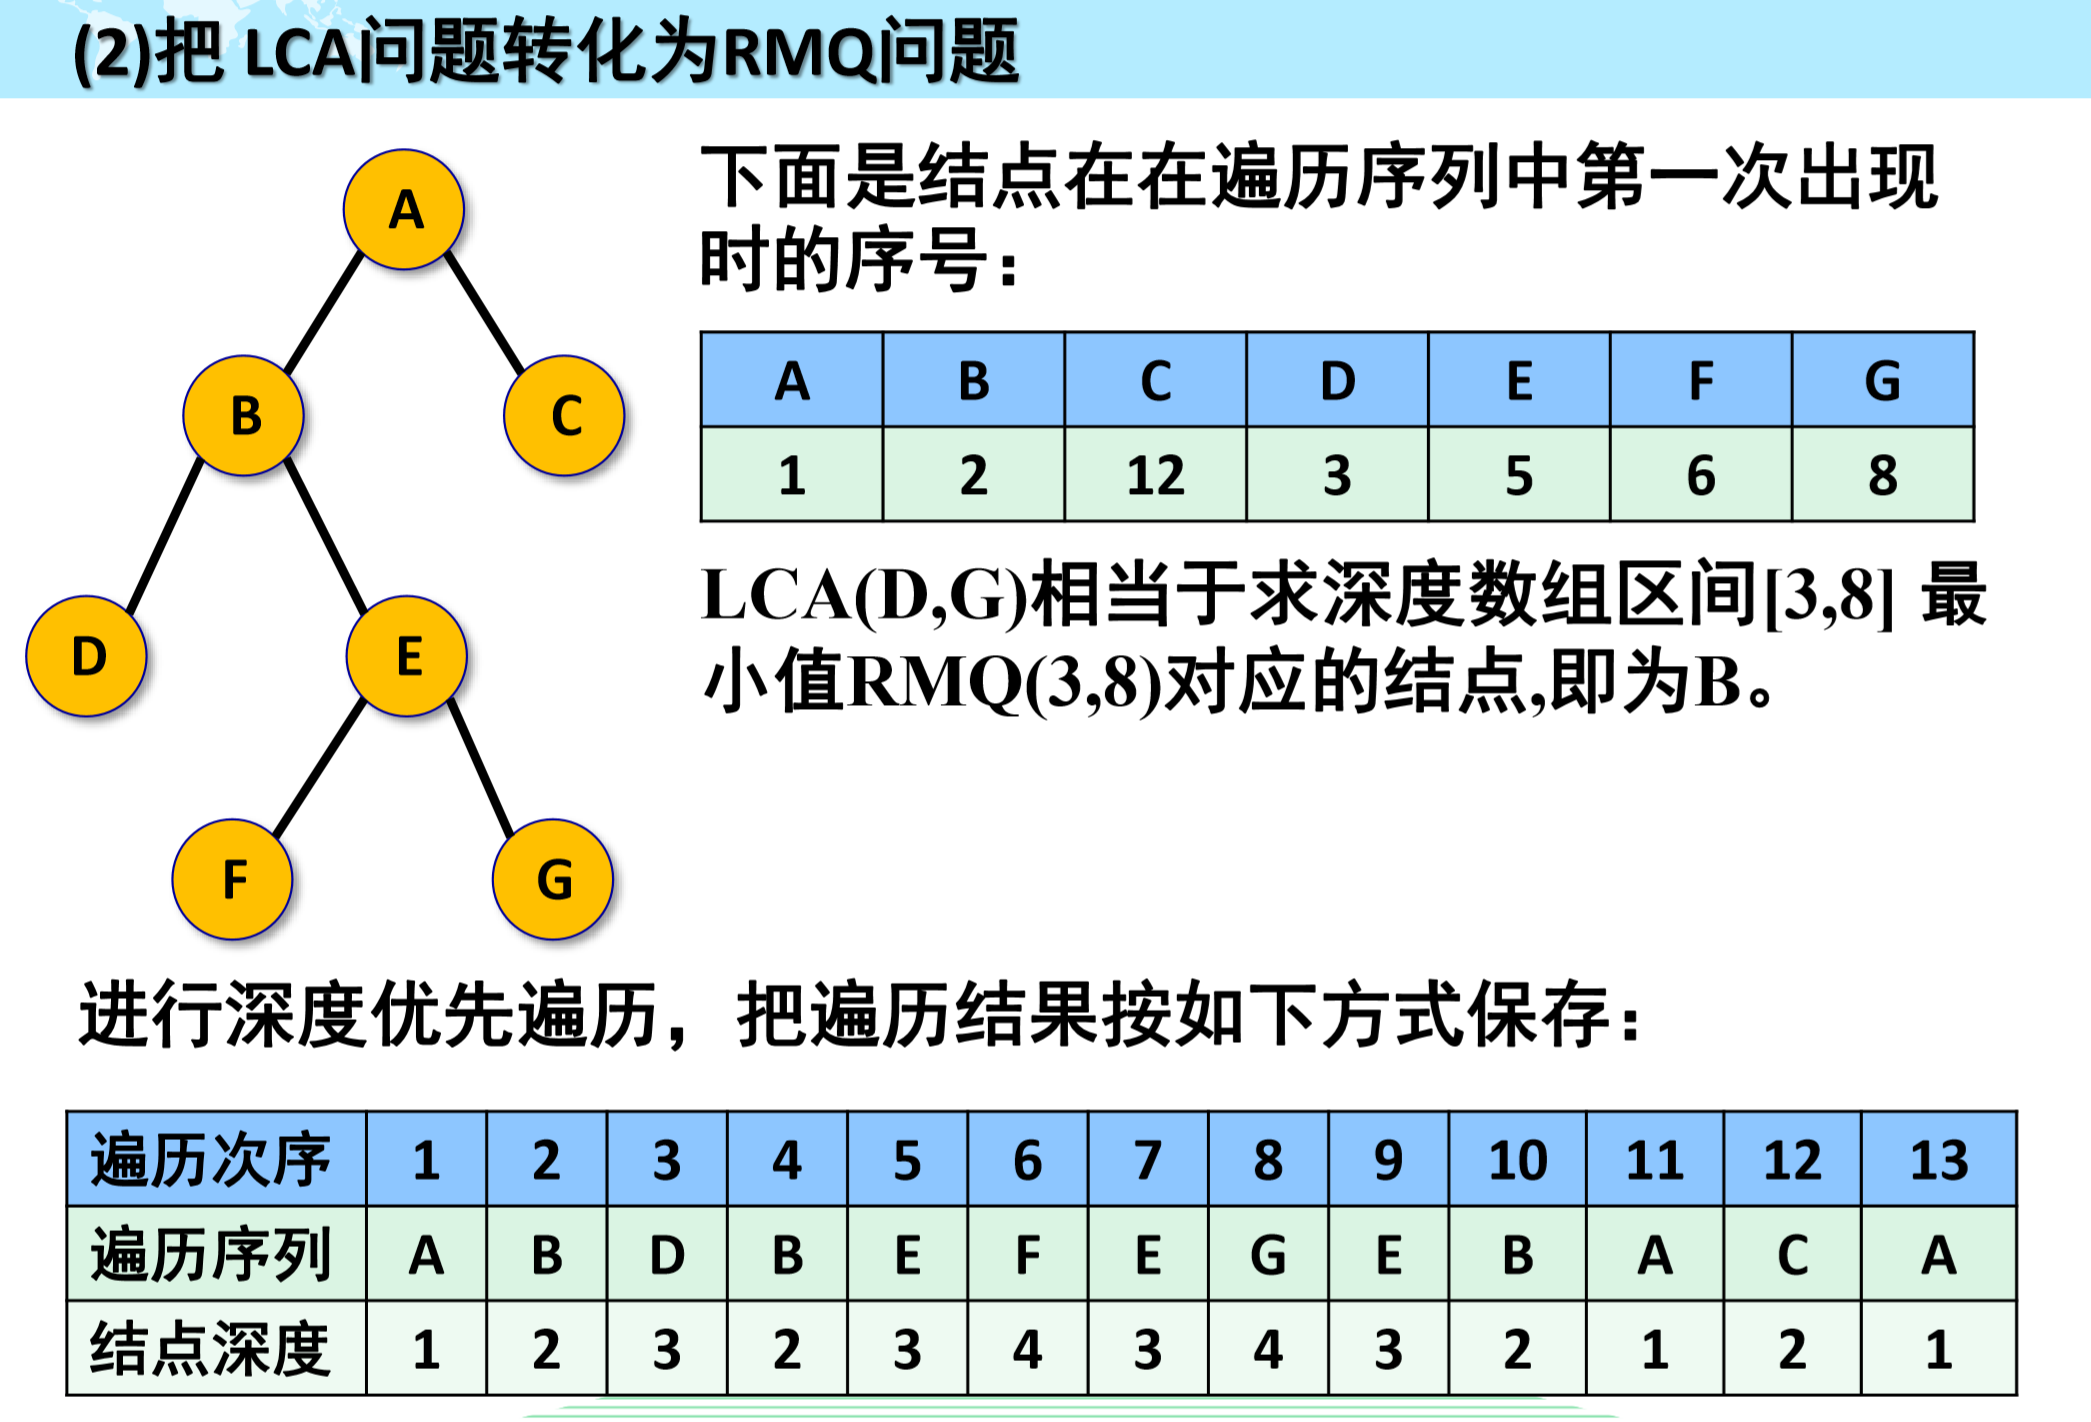 (2)把 LCA问题转化为RMQ问题
A
B
C
D
E
F
G
下面是结点在在遍历序列中第一次出现
时的序号：
A B C D E F G
1 2 12 3 5 6 8
LCA(D,G)相当于求深度数组区间[3,8] 最
小值RMQ(3,8)对应的结点,即为B。
进行深度优先遍历，把遍历结果按如下方式保存：
遍历次序 1 2 3 4 5 6 7 8 9 10 11 12 13
遍历序列 A B D B E F E G E B A C A
结点深度 1 2 3 2 3 4 3 4 3 2 1 2 1